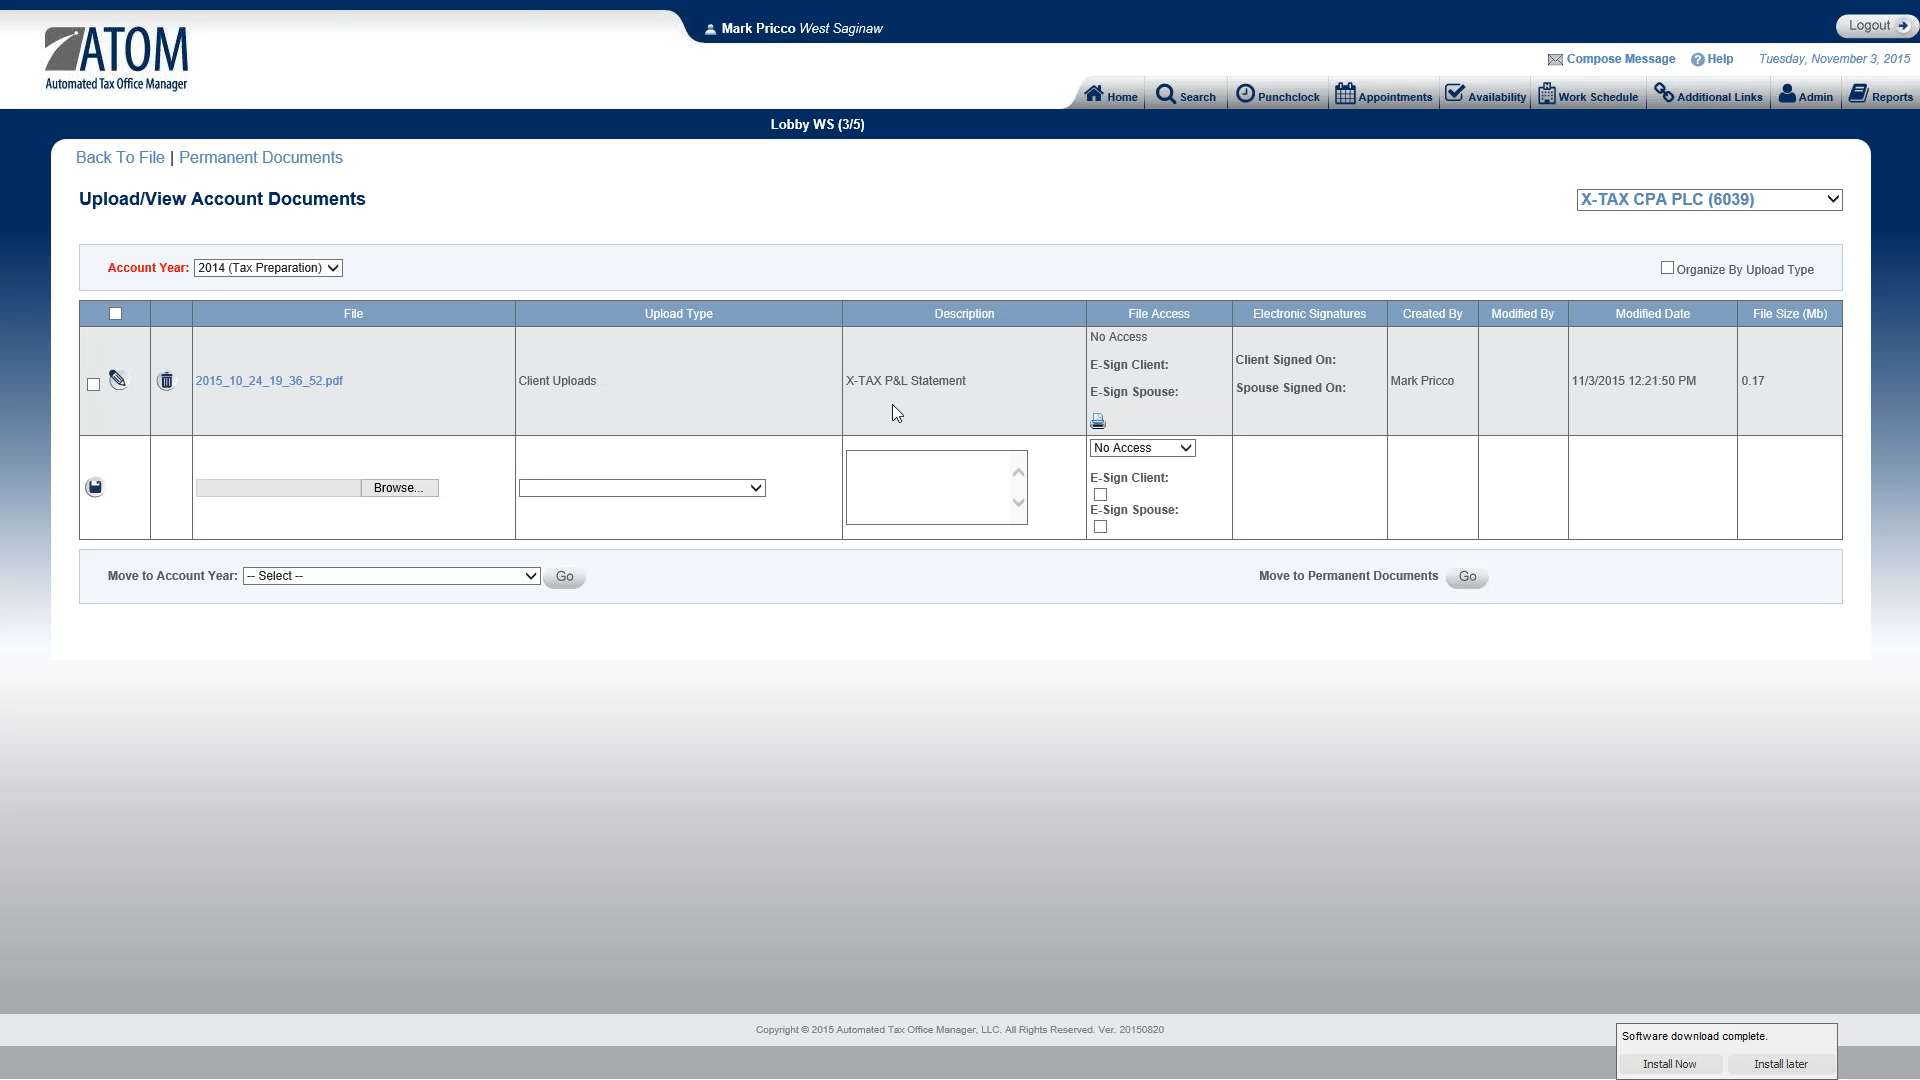 ATOM
Automated Tax Office Manager
Mark Pricco West Saginaw
Logout
Compose Message Help Tuesday, November 3, 2015
Home Search Punchclock Appointments Availability Work Schedule Additional Links Admin Reports
Lobby WS (3/5)
Back To File | Permanent Documents
Upload/View Account Documents
X-TAX CPA PLC (6039)
Account Year: 2014 (Tax Preparation)
Organize By Upload Type
File Upload Type Description File Access Electronic Signatures Created By Modified By Modified Date File Size (Mb)
No Access
E-Sign Client: Client Signed On:
2015_10_24_19_36_52.pdf Client Uploads X-TAX P&L Statement Mark Pricco 11/3/2015 12:21:50 PM 0.17
E-Sign Spouse: Spouse Signed On:
No Access
E-Sign Client:
Browse...
E-Sign Spouse:
Move to Account Year: -- Select -- Go Move to Permanent Documents Go
Copyright © 2015 Automated Tax Office Manager, LLC. All Rights Reserved. Ver. 20150820
Software download complete.
Install Now Install later